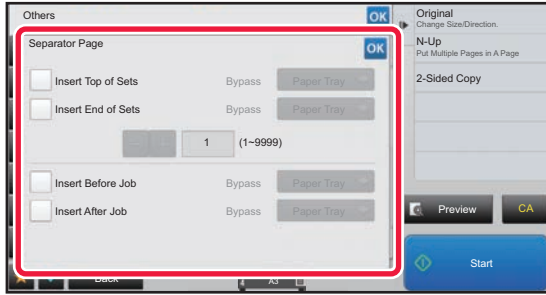 Others
OK
Separator Page
OK
Insert Top of Sets Bypass Paper Tray
Insert End of Sets Bypass Paper Tray
- + 1 (1~9999)
Insert Before Job Bypass Paper Tray
Insert After Job Bypass Paper Tray
Back
A3
Original
Change Size/Direction.
N-Up
Put Multiple Pages in A Page
2-Sided Copy
Preview
CA
Start